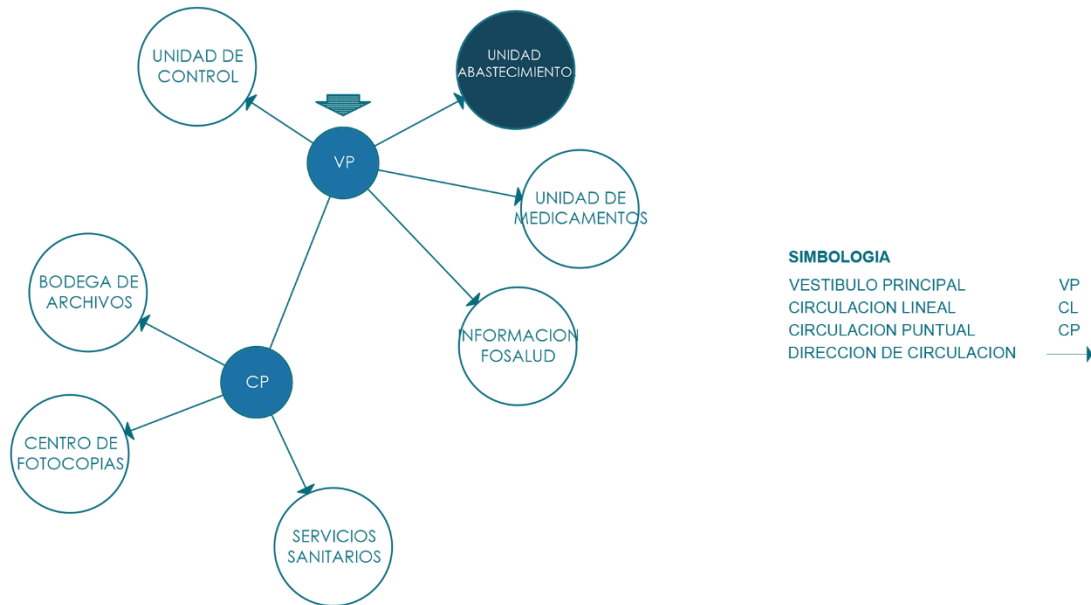 UNIDAD DE
CONTROL
UNIDAD
ABASTECIMIENTO
VP
UNIDAD DE
MEDICAMENTOS
BODEGA DE
ARCHIVOS
INFORMACION
FOSALUD
CP
CENTRO DE
FOTOCOPIAS
SERVICIOS
SANITARIOS
SIMBOLOGIA
VESTIBULO PRINCIPAL VP
CIRCULACION LINEAL CL
CIRCULACION PUNTUAL CP
DIRECCION DE CIRCULACION